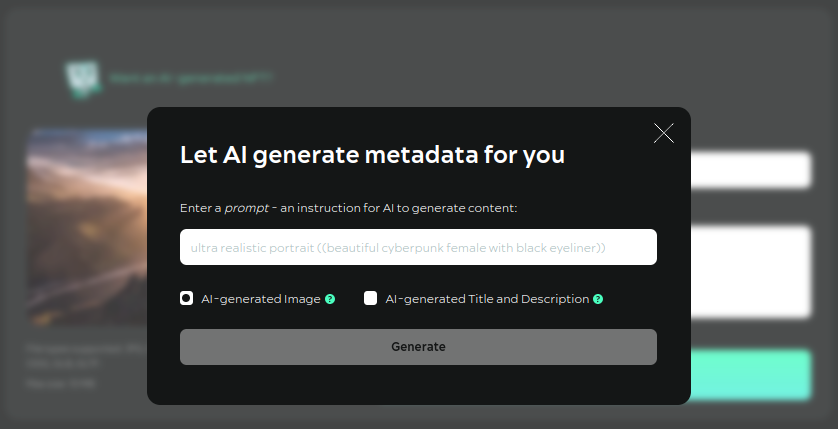 Let AI generate metadata for you
Enter a prompt - an instruction for AI to generate content:
ultra realistic portrait ((beautiful cyberpunk female with black eyeliner))
AI-generated Image ? AI-generated Title and Description ?
Generate